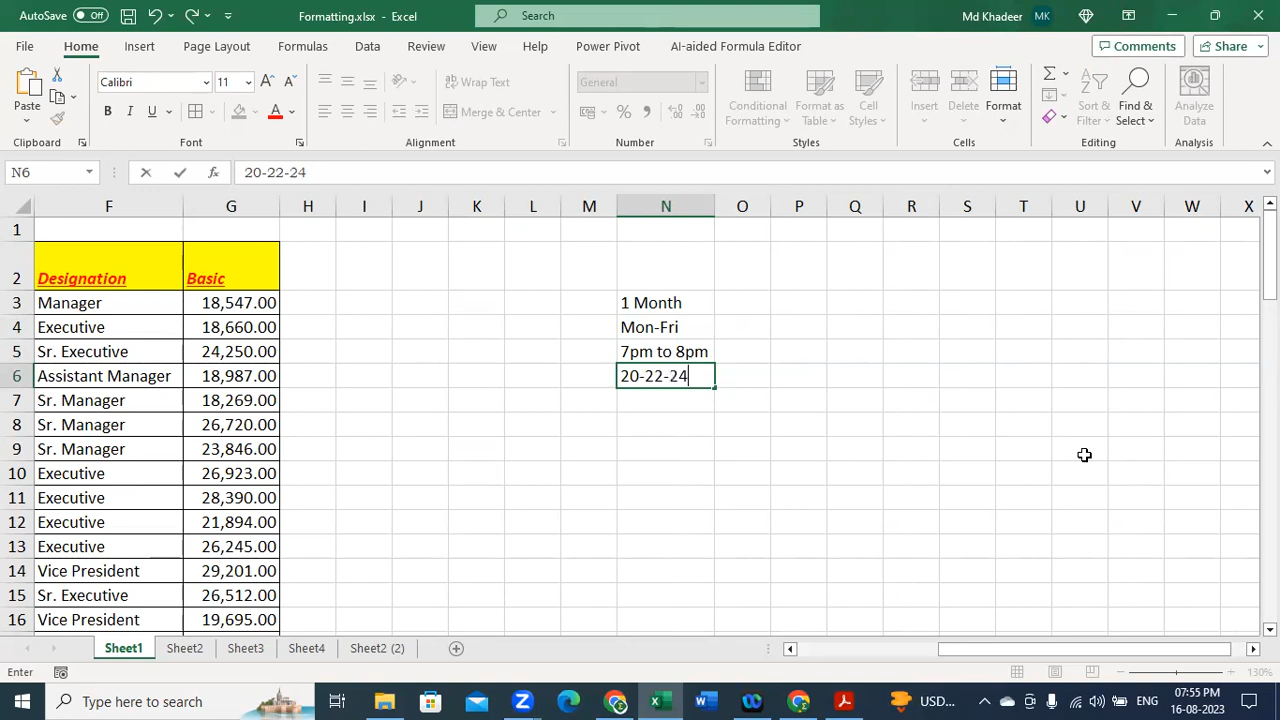 AutoSave Off Formatting.xlsx - Excel Search Md Khadeer MK
File Home Insert Page Layout Formulas Data Review View Help Power Pivot AI-aided Formula Editor Comments Share
Paste Calibri 11 Wrap Text General Conditional Formatting Format as Table Cell Styles Insert Delete Format Sort & Filter Find & Select Analyze Data
B I U A Merge & Center % , .00
Clipboard Font Alignment Number Styles Cells Editing Analysis
N6 fx 20-22-24
F G H I J K L M N O P Q R S T U V W X
1
2 Designation Basic
3 Manager 18,547.00 1 Month
4 Executive 18,660.00 Mon-Fri
5 Sr. Executive 24,250.00 7pm to 8pm
6 Assistant Manager 18,987.00 20-22-24
7 Sr. Manager 18,269.00
8 Sr. Manager 26,720.00
9 Sr. Manager 23,846.00
10 Executive 26,923.00
11 Executive 28,390.00
12 Executive 21,894.00
13 Executive 26,245.00
14 Vice President 29,201.00
15 Sr. Executive 26,512.00
16 Vice President 19,695.00
Sheet1 Sheet2 Sheet3 Sheet4 Sheet2 (2)
Enter 130%
Type here to search USD... ENG 07:55 PM
16-08-2023